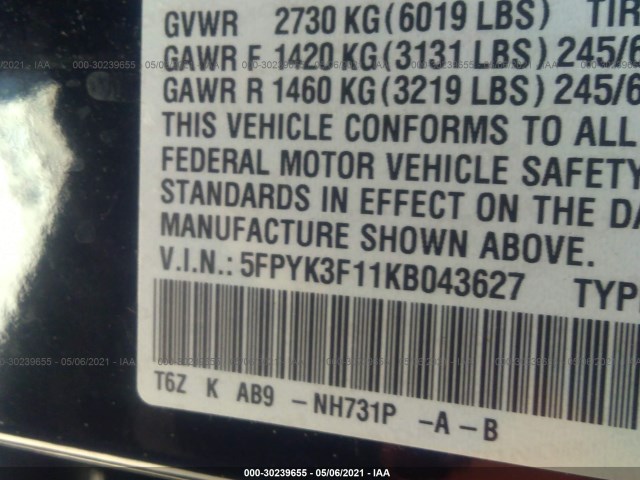 GVWR 2730 KG (6019 LBS) TIR
GAWR F 1420 KG (3131 LBS) 245/6
GAWR R 1460 KG (3219 LBS) 245/6
THIS VEHICLE CONFORMS TO ALL
FEDERAL MOTOR VEHICLE SAFETY
STANDARDS IN EFFECT ON THE DA
MANUFACTURE SHOWN ABOVE.
V.I.N.: 5FPYK3F11KB043627 TYP
T6Z K AB9 - NH731P - A - B
000-30239655 - 05/06/2021 - IAA